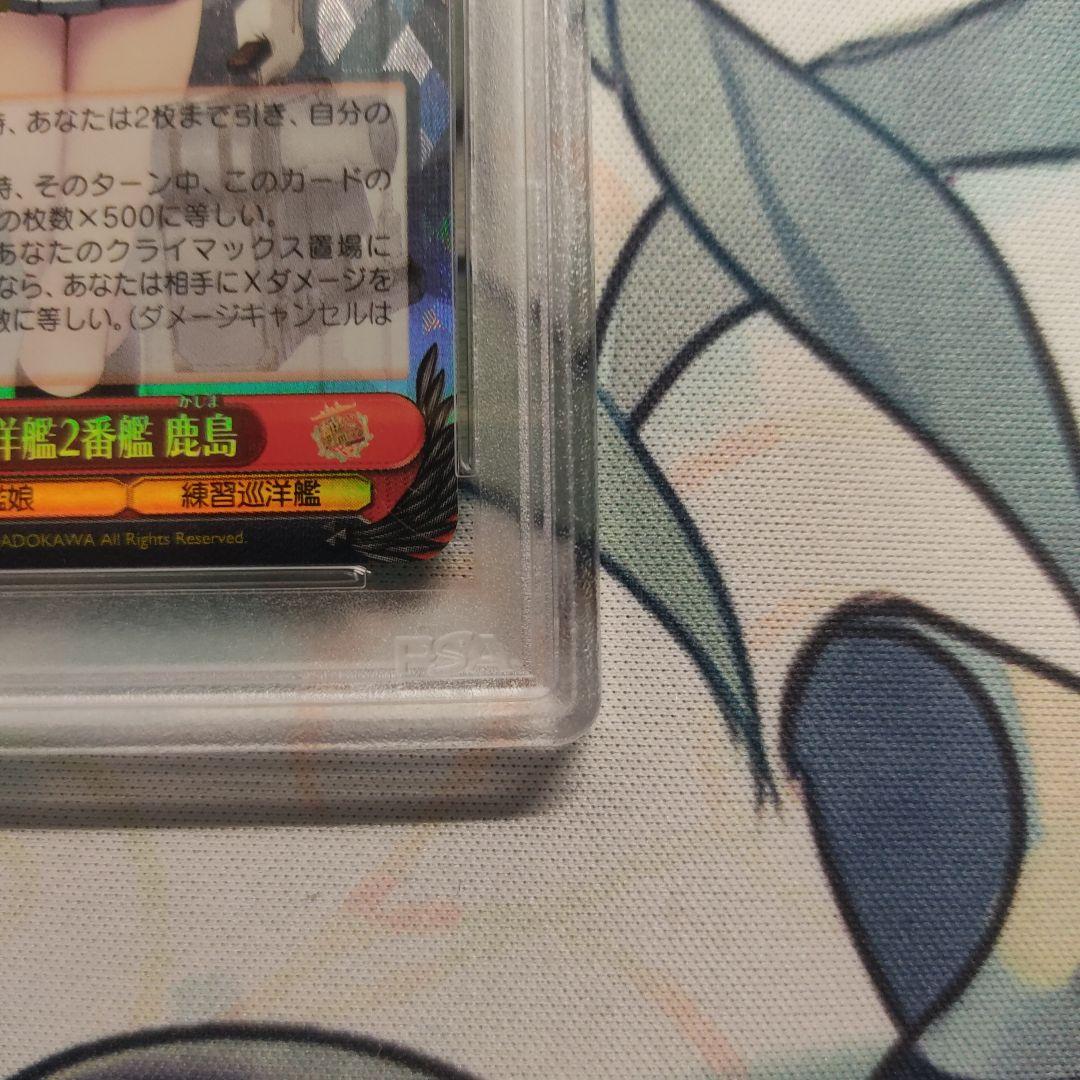 時、あなたは2枚まで引き、自分の
時、そのターン中、このカードの
の枚数×500に等しい。
あなたのクライマックス置場に
なら、あなたは相手にXダメージを
数に等しい。(ダメージキャンセルは
かしま
洋艦2番艦 鹿島
艦娘
練習巡洋艦
ADOKAWA All Rights Reserved.
PSA